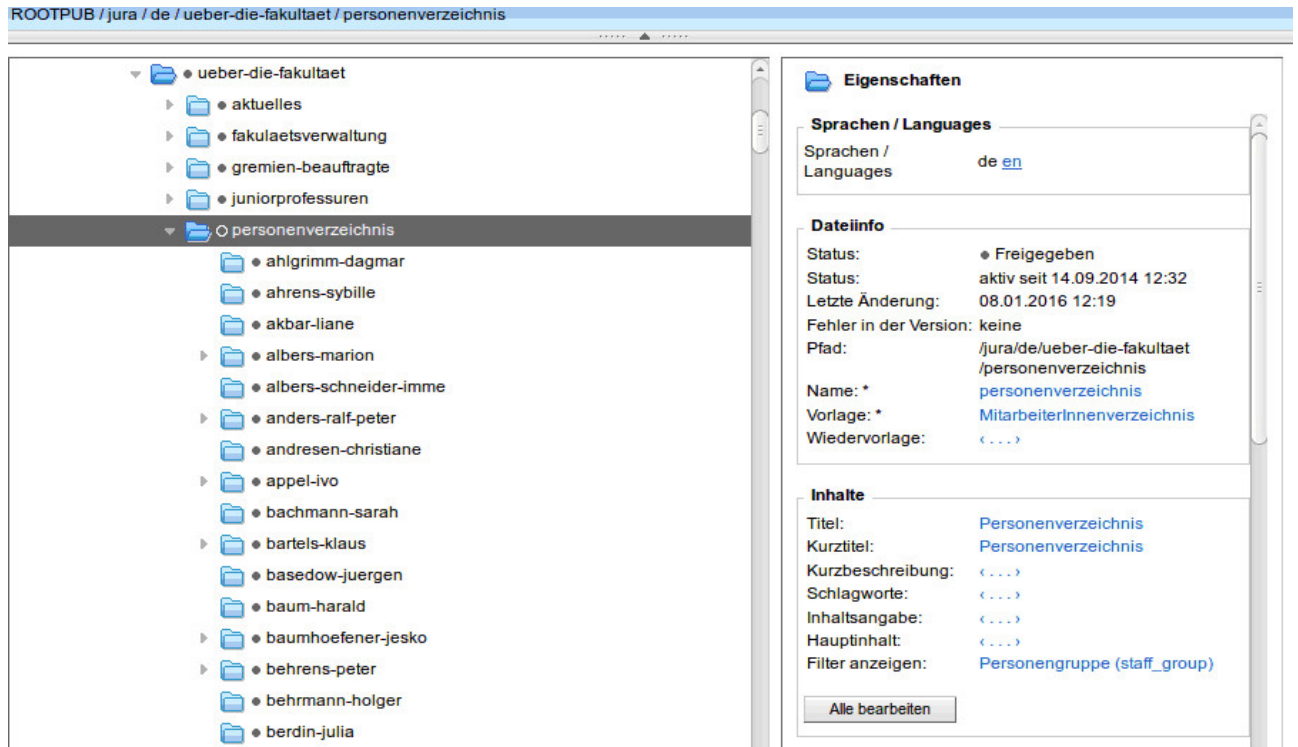 ROOTPUB / jura / de / ueber-die-fakultaet / personenverzeichnis
ueber-die-fakultaet
aktuelles
fakulaetsverwaltung
gremien-beauftragte
juniorprofessuren
personenverzeichnis
ahlgrimm-dagmar
ahrens-sybille
akbar-liane
albers-marion
albers-schneider-imme
anders-ralf-peter
andresen-christiane
appel-ivo
bachmann-sarah
bartels-klaus
basedow-juergen
baum-harald
baumhoefener-jesko
behrens-peter
behrmann-holger
berdin-julia
Eigenschaften
Sprachen / Languages
Sprachen /
Languages
de en
Dateiinfo
Status: ● Freigegeben
Status: aktiv seit 14.09.2014 12:32
Letzte Änderung: 08.01.2016 12:19
Fehler in der Version: keine
Pfad: /jura/de/ueber-die-fakultaet
/personenverzeichnis
Name: * personenverzeichnis
Vorlage: * MitarbeiterInnenverzeichnis
Wiedervorlage: ‹ . . . ›
Inhalte
Titel: Personenverzeichnis
Kurztitel: Personenverzeichnis
Kurzbeschreibung: ‹ . . . ›
Schlagworte: ‹ . . . ›
Inhaltsangabe: ‹ . . . ›
Hauptinhalt: ‹ . . . ›
Filter anzeigen: Personengruppe (staff_group)
Alle bearbeiten